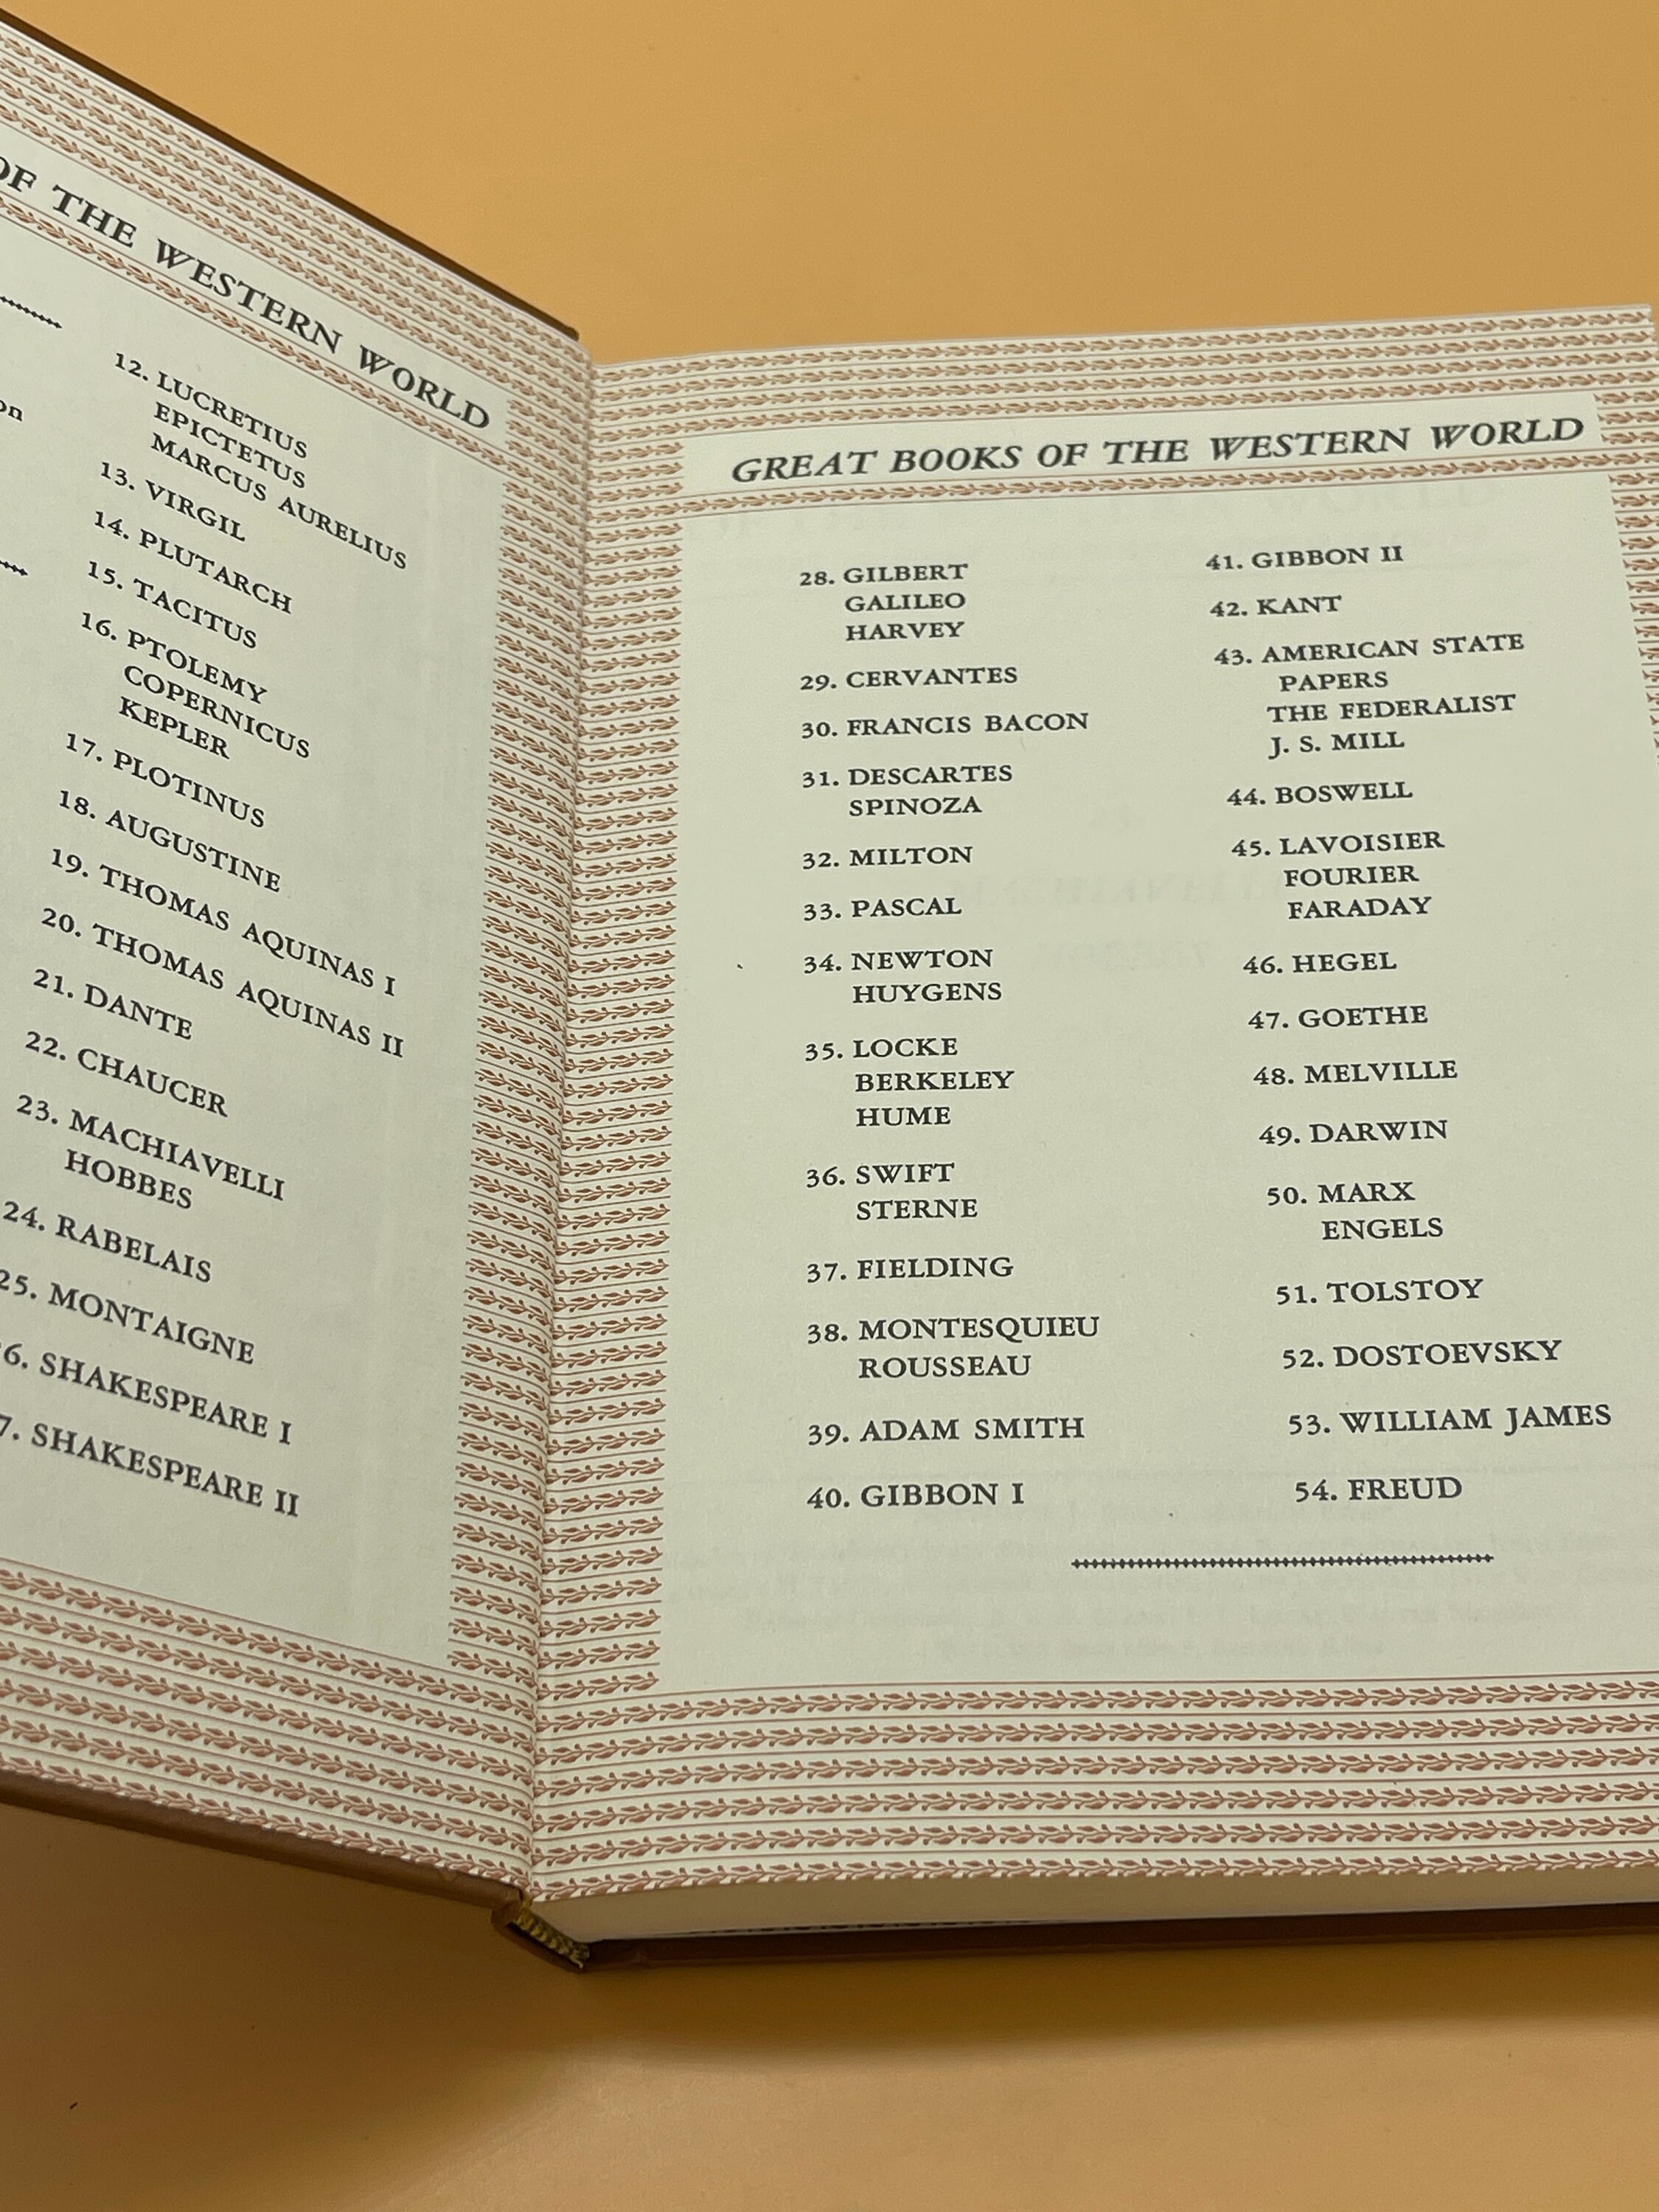 OF THE WESTERN WORLD
on
12. LUCRETIUS
EPICTETUS
MARCUS AURELIUS
13. VIRGIL
14. PLUTARCH
15. TACITUS
16. PTOLEMY
COPERNICUS
KEPLER
17. PLOTINUS
18. AUGUSTINE
19. THOMAS AQUINAS I
20. THOMAS AQUINAS II
21. DANTE
22. CHAUCER
23. MACHIAVELLI
HOBBES
24. RABELAIS
25. MONTAIGNE
6. SHAKESPEARE I
7. SHAKESPEARE II
GREAT BOOKS OF THE WESTERN WORLD
28. GILBERT
GALILEO
HARVEY
29. CERVANTES
30. FRANCIS BACON
31. DESCARTES
SPINOZA
32. MILTON
33. PASCAL
34. NEWTON
HUYGENS
35. LOCKE
BERKELEY
HUME
36. SWIFT
STERNE
37. FIELDING
38. MONTESQUIEU
ROUSSEAU
39. ADAM SMITH
40. GIBBON I
41. GIBBON II
42. KANT
43. AMERICAN STATE
PAPERS
THE FEDERALIST
J. S. MILL
44. BOSWELL
45. LAVOISIER
FOURIER
FARADAY
46. HEGEL
47. GOETHE
48. MELVILLE
49. DARWIN
50. MARX
ENGELS
51. TOLSTOY
52. DOSTOEVSKY
53. WILLIAM JAMES
54. FREUD